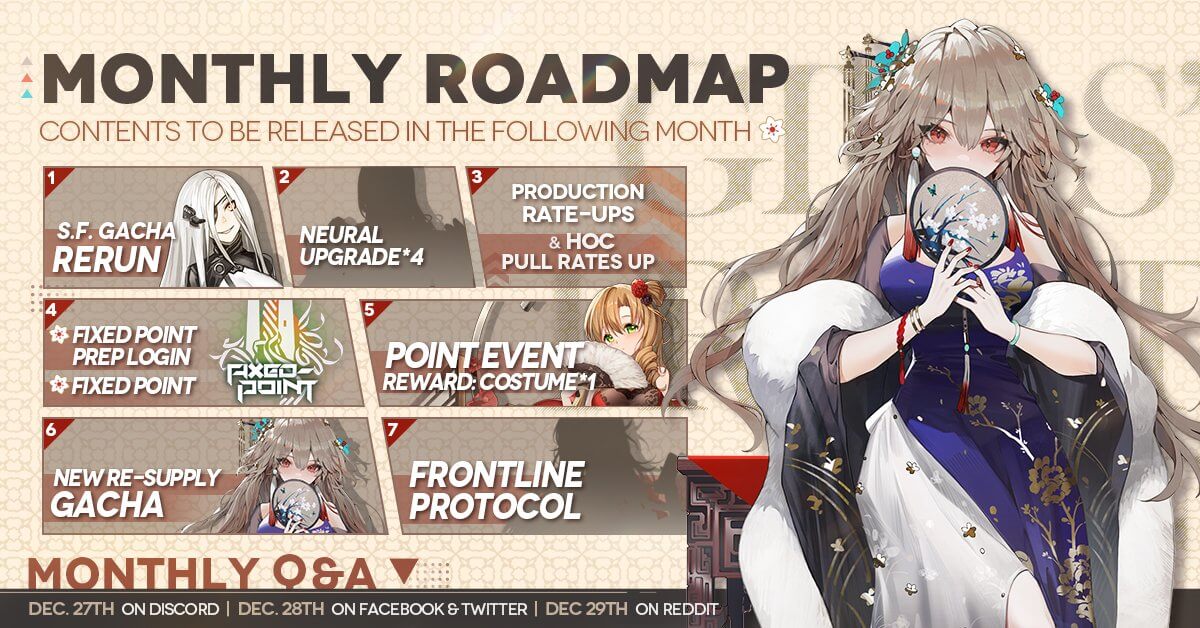 MONTHLY ROADMAP
CONTENTS TO BE RELEASED IN THE FOLLOWING MONTH
1
S.F. GACHA
RERUN
2
NEURAL
UPGRADE*4
3
PRODUCTION
RATE-UPS
& HOC
PULL RATES UP
4
FIXED POINT
PREP LOGIN
FIXED POINT
FIXED-
POINT
5
POINT EVENT
REWARD: COSTUME*1
6
NEW RE-SUPPLY
GACHA
7
FRONTLINE
PROTOCOL
MONTHLY Q&A
DEC. 27TH ON DISCORD | DEC. 28TH ON FACEBOOK & TWITTER | DEC 29TH ON REDDIT